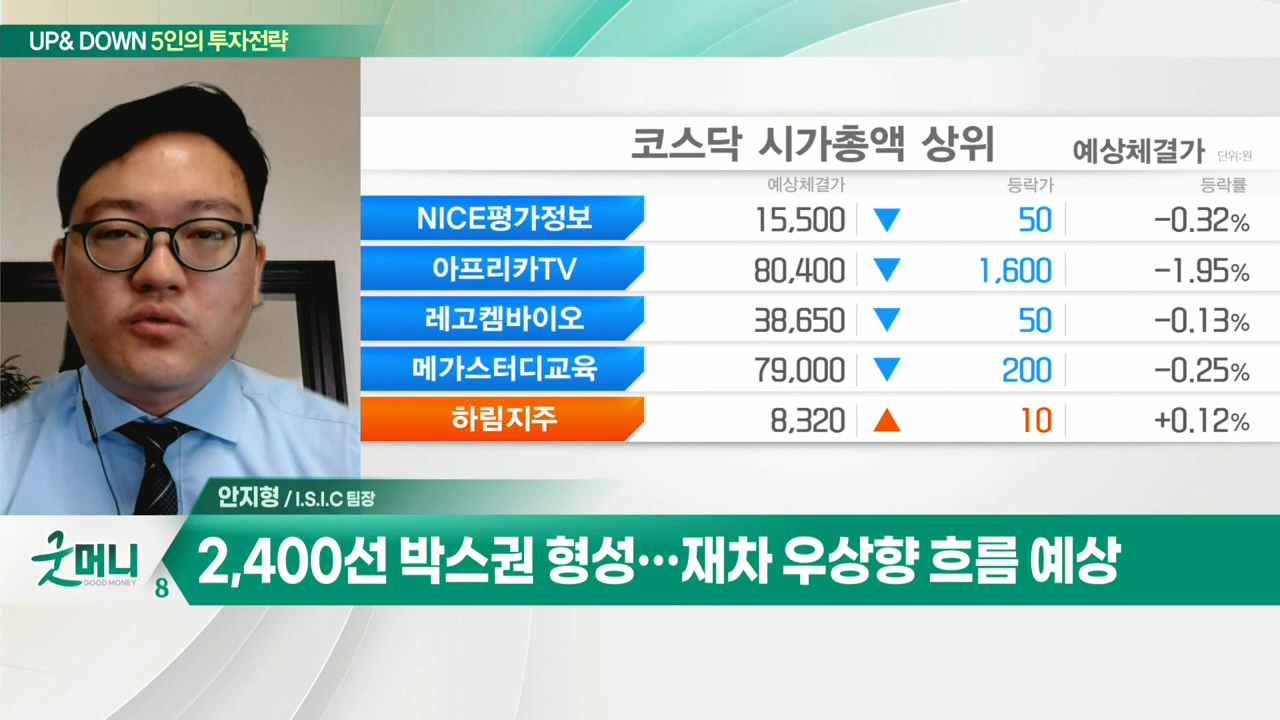 UP& DOWN 5인의 투자전략
코스닥 시가총액 상위 예상체결가 단위:원
예상체결가 등락가 등락률
NICE평가정보 15,500 ▼ 50 -0.32%
아프리카TV 80,400 ▼ 1,600 -1.95%
레고켐바이오 38,650 ▼ 50 -0.13%
메가스터디교육 79,000 ▼ 200 -0.25%
하림지주 8,320 ▲ 10 +0.12%
안지형 / I.S.I.C 팀장
굿머니
GOOD MONEY
8
2,400선 박스권 형성…재차 우상향 흐름 예상